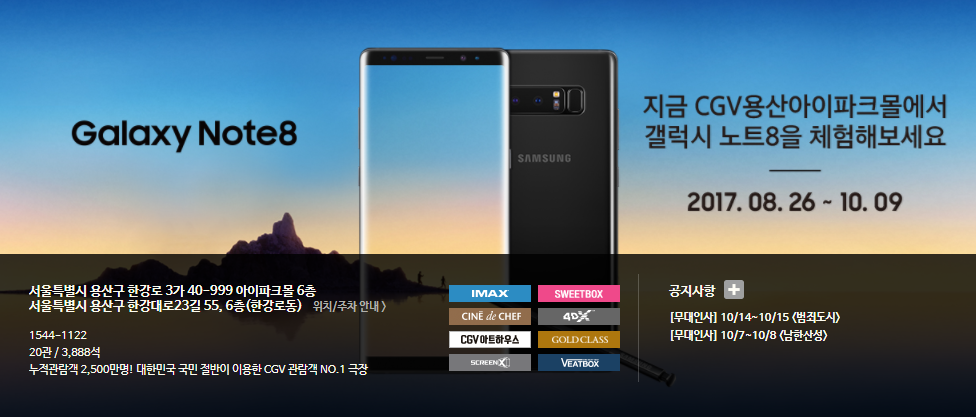 Galaxy Note8
SAMSUNG
지금 CGV용산아이파크몰에서
갤럭시 노트8을 체험해보세요
2017. 08. 26 ~ 10. 09
서울특별시 용산구 한강로 3가 40-999 아이파크몰 6층
서울특별시 용산구 한강대로23길 55, 6층(한강로동) 위치/주차 안내 >
1544-1122
20관 / 3,888석
누적관람객 2,500만명! 대한민국 국민 절반이 이용한 CGV 관람객 NO.1 극장
IMAX
SWEETBOX
CINÉ de CHEF
4DX
CGV아트하우스
GOLD CLASS
SCREENX
VEATBOX
공지사항 +
[무대인사] 10/14~10/15 <범죄도시>
[무대인사] 10/7~10/8 <남한산성>